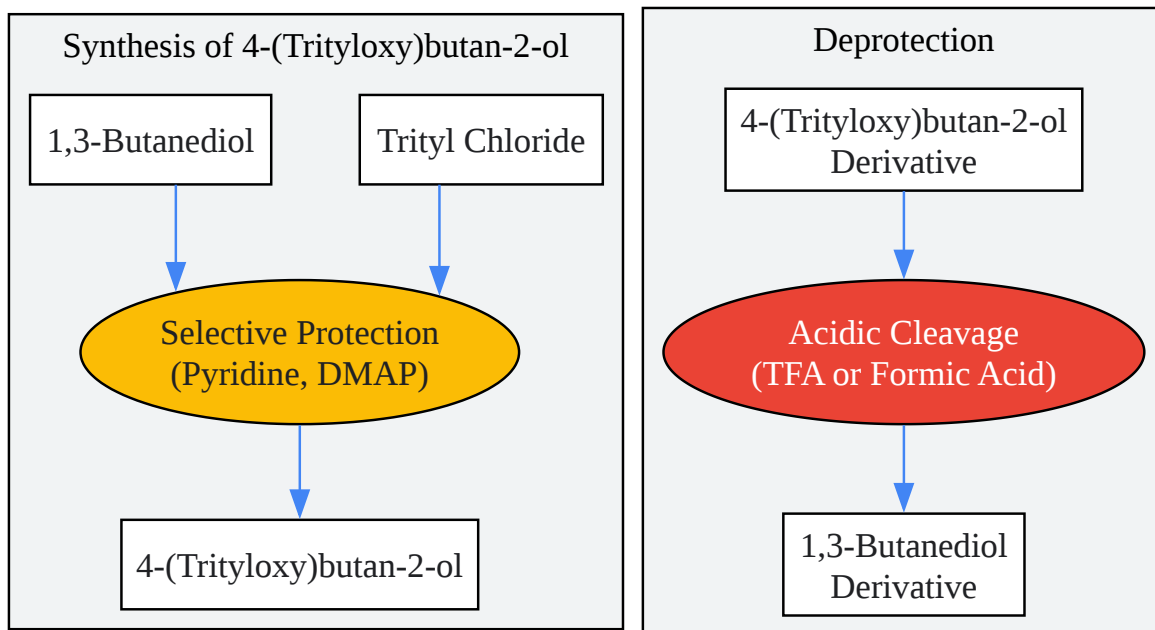 Synthesis of 4-(Trityloxy)butan-2-ol
1,3-Butanediol
Trityl Chloride
Selective Protection
(Pyridine, DMAP)
4-(Trityloxy)butan-2-ol
Deprotection
4-(Trityloxy)butan-2-ol
Derivative
Acidic Cleavage
(TFA or Formic Acid)
1,3-Butanediol
Derivative